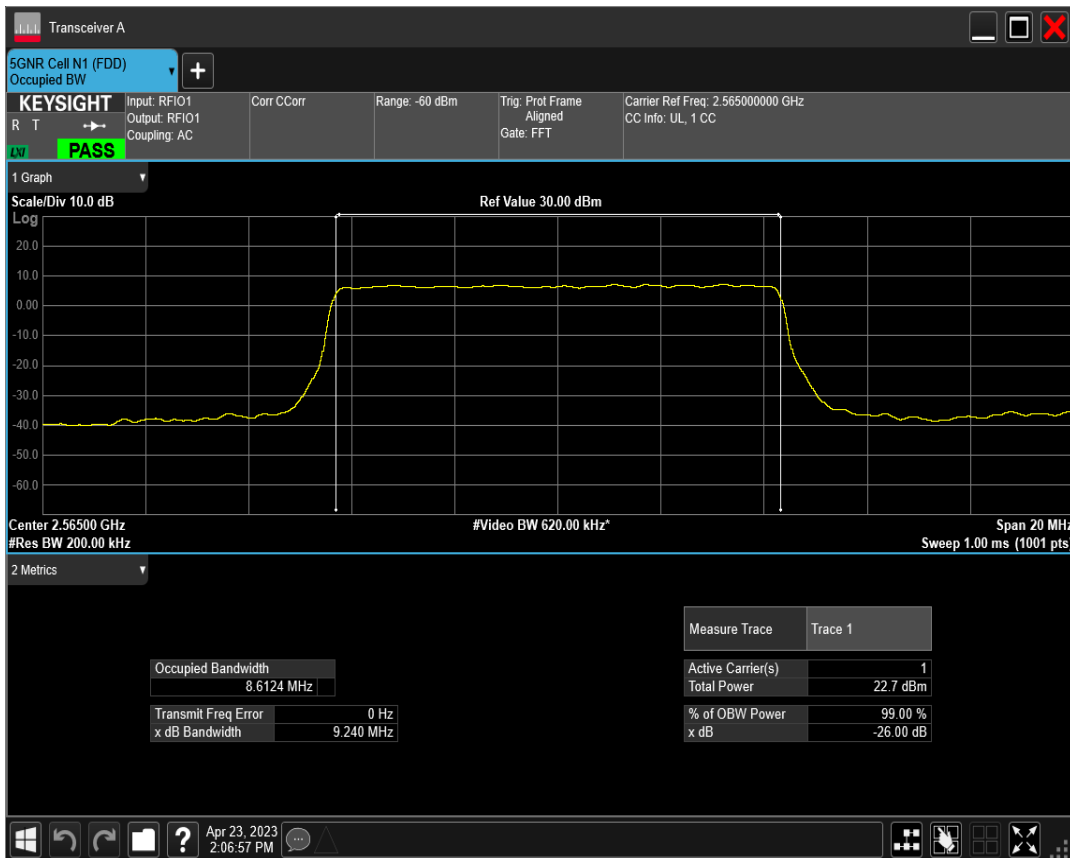 Transceiver A
5GNR Cell N1 (FDD)
Occupied BW
+
KEYSIGHT
R T
LXI
PASS
Input: RFIO1
Output: RFIO1
Coupling: AC
Corr CCorr
Range: -60 dBm
Trig: Prot Frame
Aligned
Gate: FFT
Carrier Ref Freq: 2.565000000 GHz
CC Info: UL, 1 CC
1 Graph
Scale/Div 10.0 dB
Ref Value 30.00 dBm
Log
20.0
10.0
0.00
-10.0
-20.0
-30.0
-40.0
-50.0
-60.0
Center 2.56500 GHz
#Video BW 620.00 kHz*
Span 20 MHz
#Res BW 200.00 kHz
Sweep 1.00 ms (1001 pts)
2 Metrics
Measure Trace Trace 1
Occupied Bandwidth
8.6124 MHz
Active Carrier(s) 1
Total Power 22.7 dBm
Transmit Freq Error 0 Hz
x dB Bandwidth 9.240 MHz
% of OBW Power 99.00 %
x dB -26.00 dB
?
Apr 23, 2023
2:06:57 PM